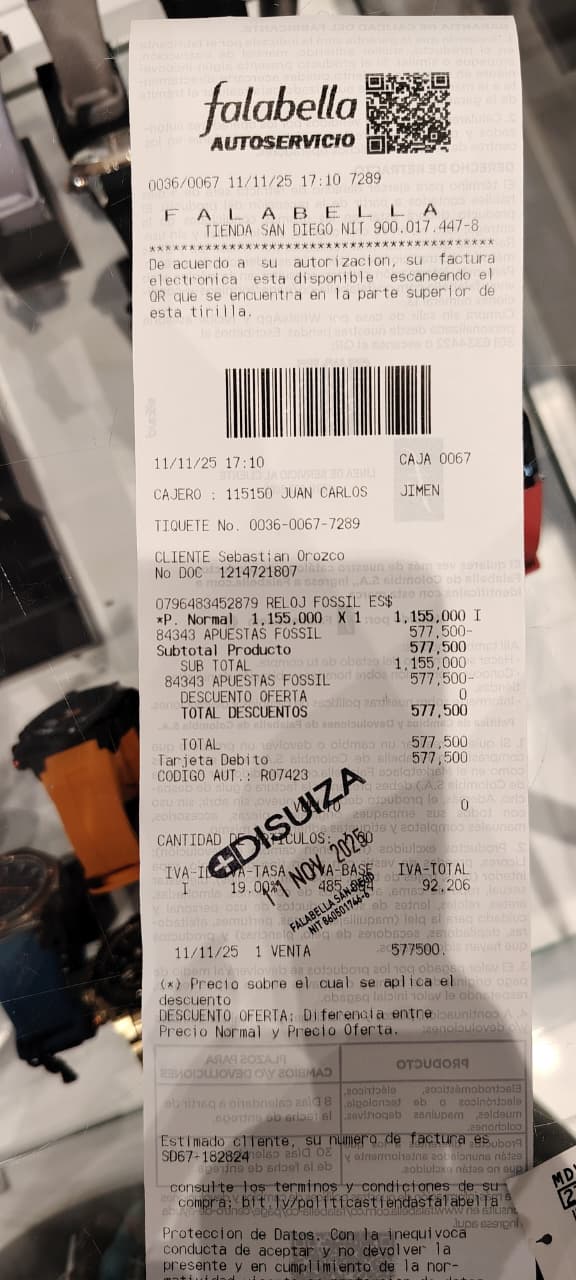 falabella
AUTOSERVICIO
0036/0067 11/11/25 17:10 7289
F A L A B E L L A
TIENDA SAN DIEGO NIT 900.017.447-8
*************************************************
De acuerdo a su autorizacion, su factura
electronica esta disponible escaneando el
QR que se encuentra en la parte superior de
esta tirilla.
11/11/25 17:10 CAJA 0067
CAJERO : 115150 JUAN CARLOS JIMEN
TIQUETE No. 0036-0067-7289
CLIENTE Sebastian Orozco
No DOC 1214721807
0796483452879 RELOJ FOSSIL ES$
*P. Normal 1,155,000 X 1 1,155,000 I
84343 APUESTAS FOSSIL 577,500-
Subtotal Producto 577,500
SUB TOTAL 1,155,000
84343 APUESTAS FOSSIL 577,500-
DESCUENTO OFERTA 0
TOTAL DESCUENTOS 577,500
TOTAL 577,500
Tarjeta Debito 577,500
CODIGO AUT.: R07423
0
EDISUIZA
11 NOV 2025
FALABELLA SAN DIEGO
NIT 860501746-6
CANTIDAD
IVA-TOTAL
I 19.00% 92,206
11/11/25 1 VENTA 577500.
(*) Precio sobre el cual se aplica el
descuento
DESCUENTO OFERTA: Diferencia entre
Precio Normal y Precio Oferta.
Estimado cliente, su numero de factura es
SD67-182824
consulte los terminos y condiciones de su
compra: bit.ly/politicastiendasfalabella
Proteccion de Datos. Con la inequivoca
conducta de aceptar y no devolver la
presente y en cumplimiento de la nor-